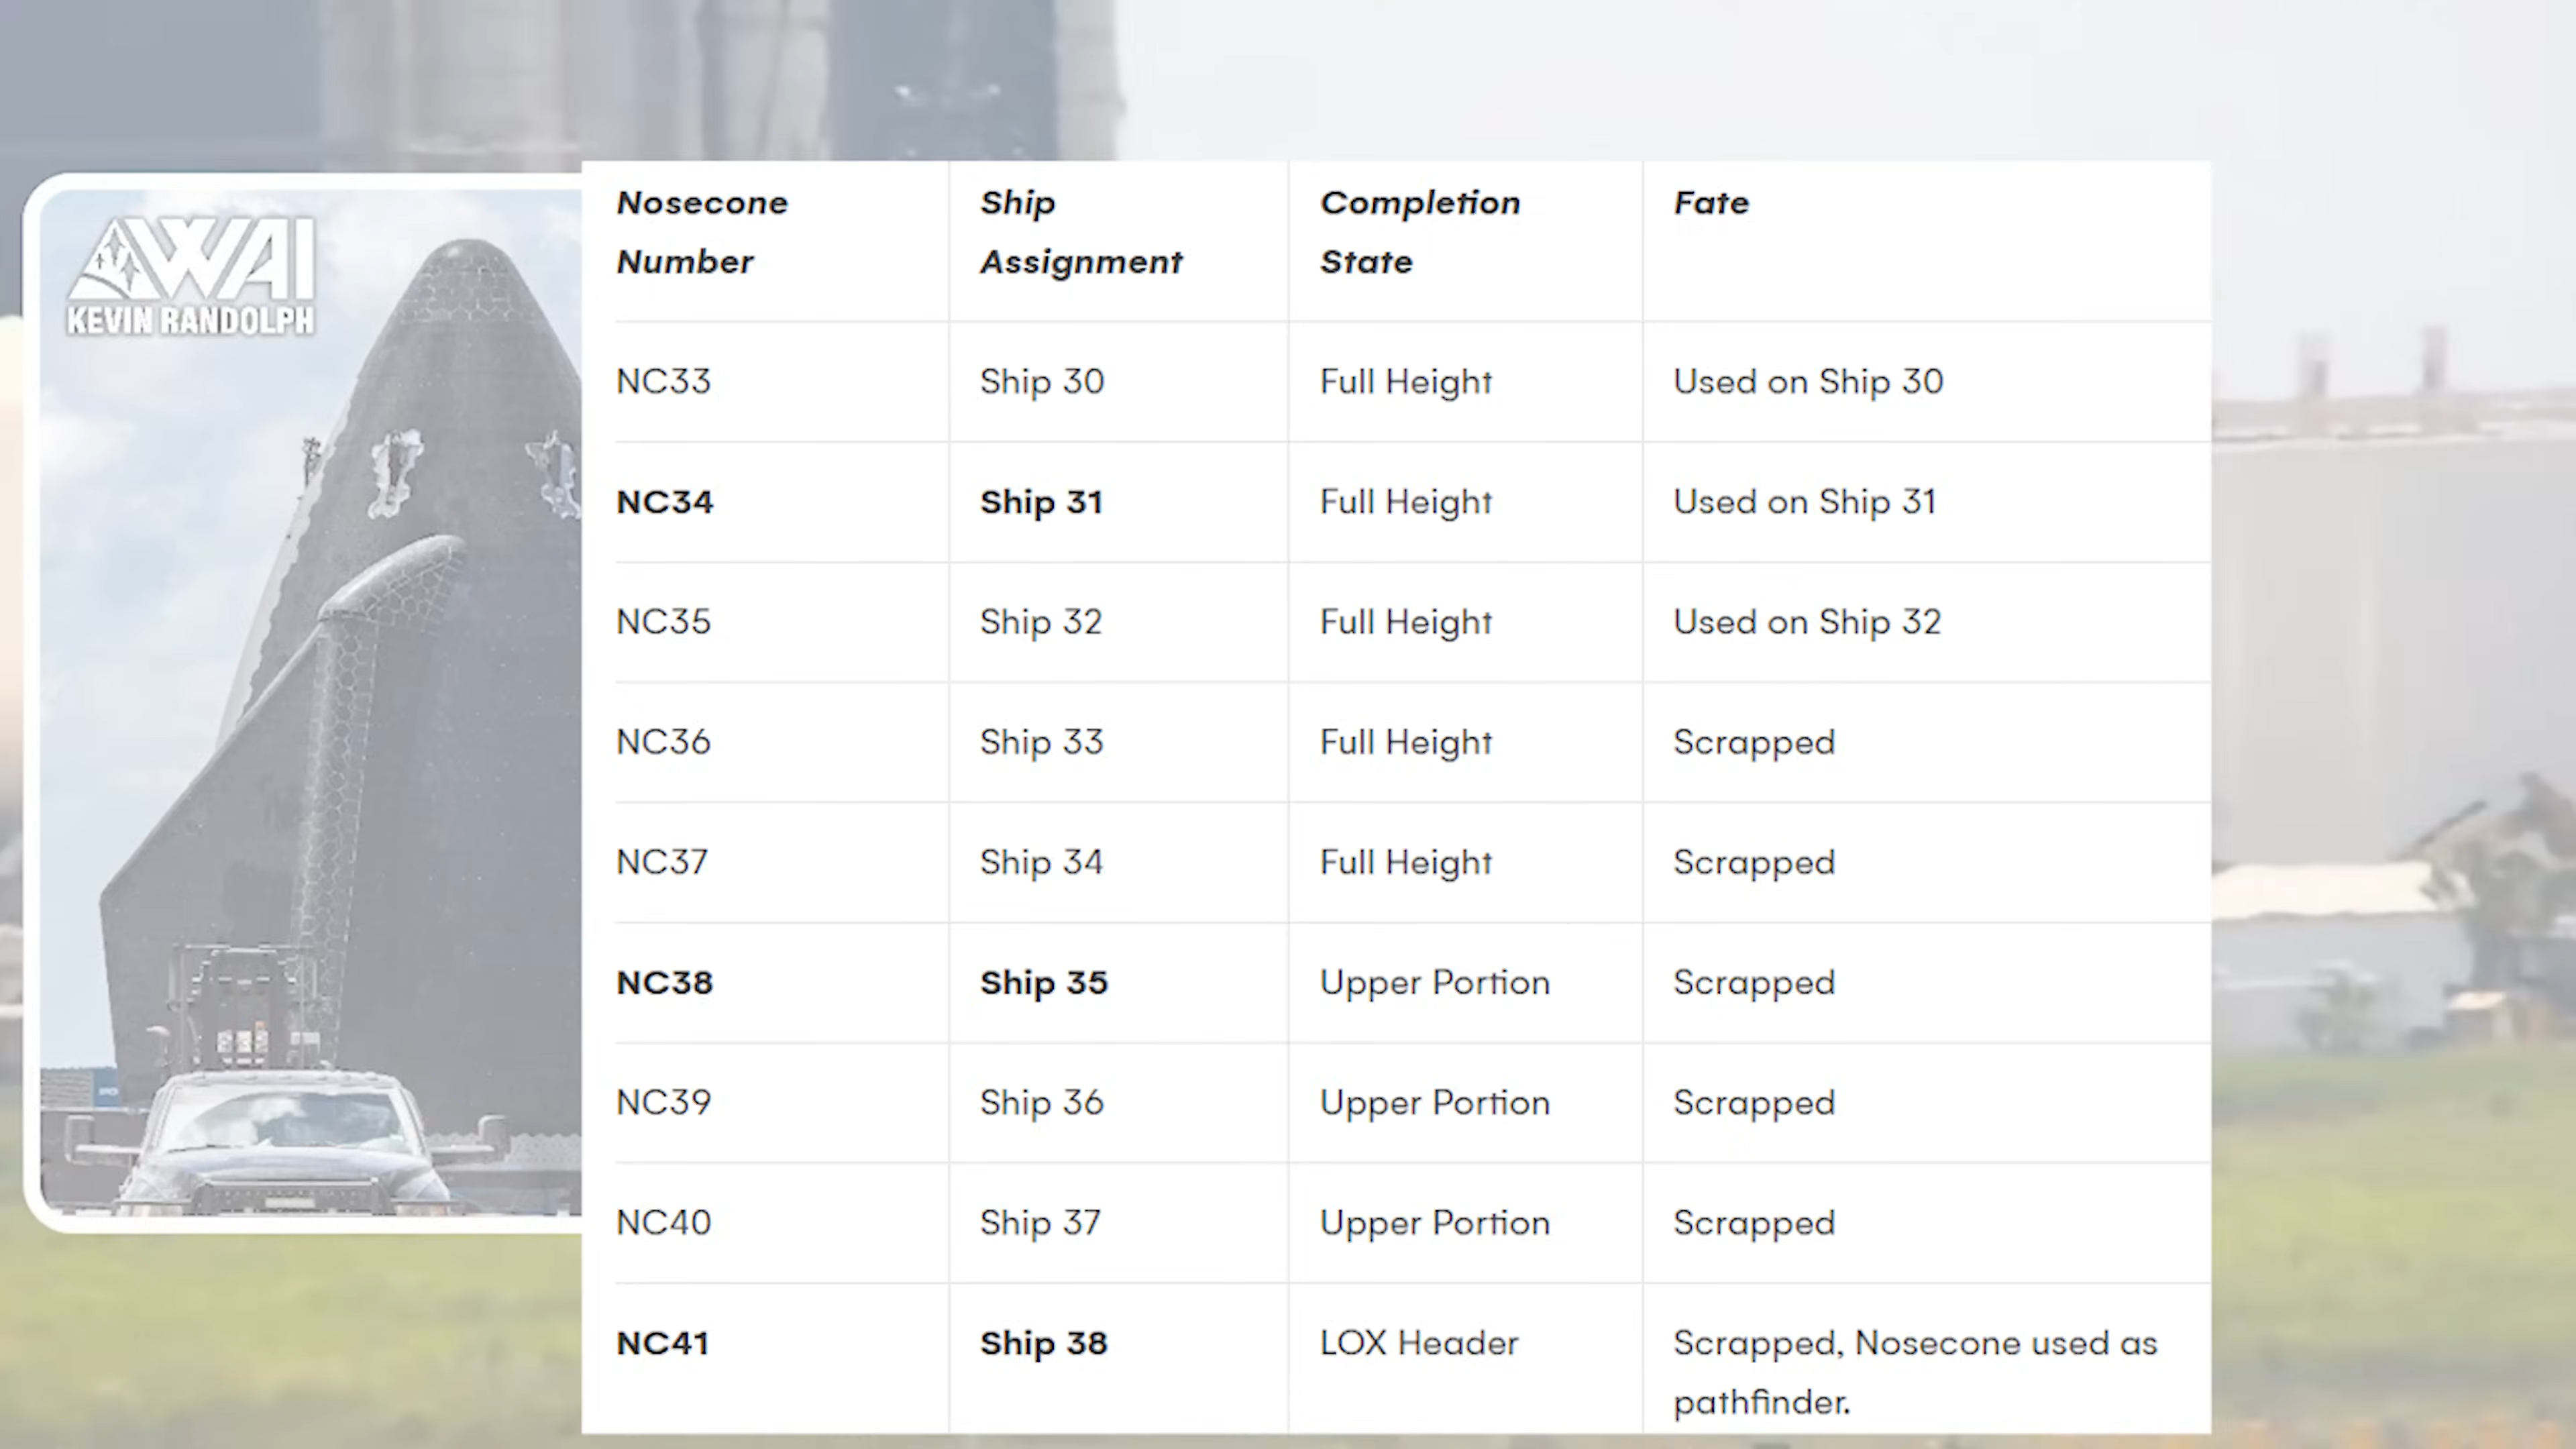 WAI
KEVIN RANDOLPH
Nosecone Number Ship Assignment Completion State Fate
NC33 Ship 30 Full Height Used on Ship 30
NC34 Ship 31 Full Height Used on Ship 31
NC35 Ship 32 Full Height Used on Ship 32
NC36 Ship 33 Full Height Scrapped
NC37 Ship 34 Full Height Scrapped
NC38 Ship 35 Upper Portion Scrapped
NC39 Ship 36 Upper Portion Scrapped
NC40 Ship 37 Upper Portion Scrapped
NC41 Ship 38 LOX Header Scrapped, Nosecone used as
pathfinder.